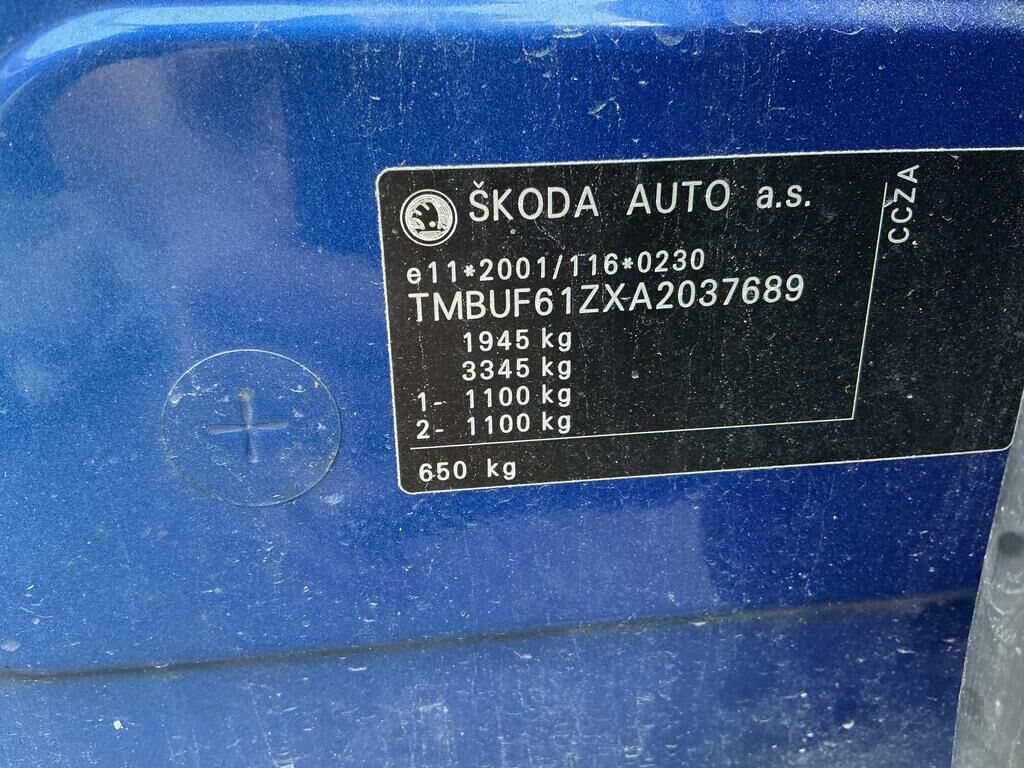 ŠKODA AUTO a.s.
CCZA
e11*2001/116*0230
TMBUF61ZXA2037689
1945 kg
3345 kg
1- 1100 kg
2- 1100 kg
650 kg